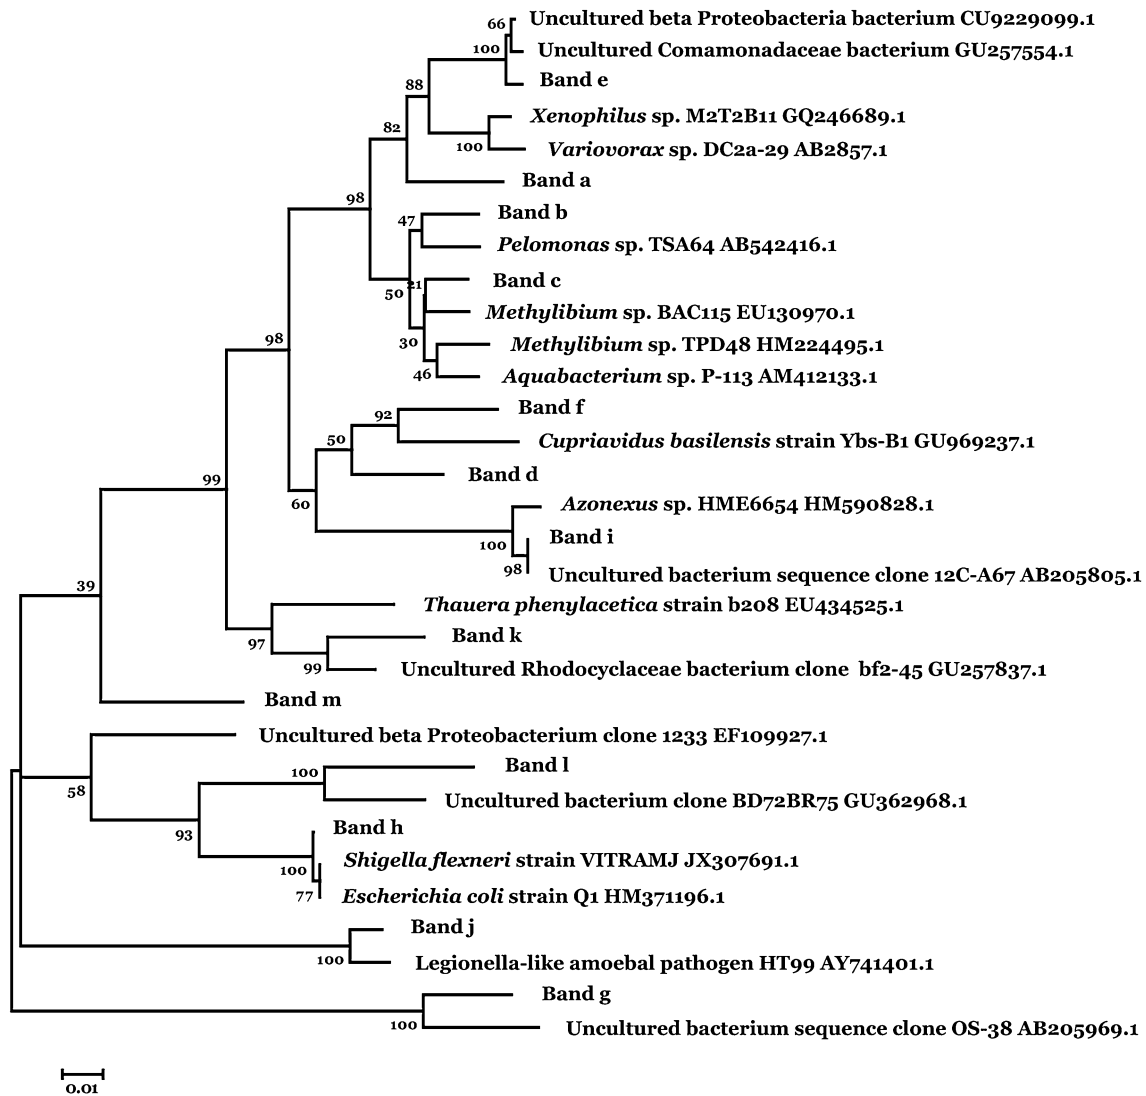 66
Uncultured beta Proteobacteria bacterium CU9229099.1
100
Uncultured Comamonadaceae bacterium GU257554.1
Band e
88
Xenophilus sp. M2T2B11 GQ246689.1
82
100
Variovorax sp. DC2a-29 AB2857.1
Band a
98
Band b
47
Pelomonas sp. TSA64 AB542416.1
Band c
21
50
Methylibium sp. BAC115 EU130970.1
30
Methylibium sp. TPD48 HM224495.1
46
Aquabacterium sp. P-113 AM412133.1
98
Band f
92
Cupriavidus basilensis strain Ybs-B1 GU969237.1
50
Band d
99
60
Azonexus sp. HME6654 HM590828.1
Band i
100
98
Uncultured bacterium sequence clone 12C-A67 AB205805.1
39
Thauera phenylacetica strain b208 EU434525.1
Band k
97
99
Uncultured Rhodocyclaceae bacterium clone bf2-45 GU257837.1
Band m
Uncultured beta Proteobacterium clone 1233 EF109927.1
Band l
100
58
Uncultured bacterium clone BD72BR75 GU362968.1
Band h
93
Shigella flexneri strain VITRAMJ JX307691.1
100
77
Escherichia coli strain Q1 HM371196.1
Band j
100
Legionella-like amoebal pathogen HT99 AY741401.1
Band g
100
Uncultured bacterium sequence clone OS-38 AB205969.1
0.01